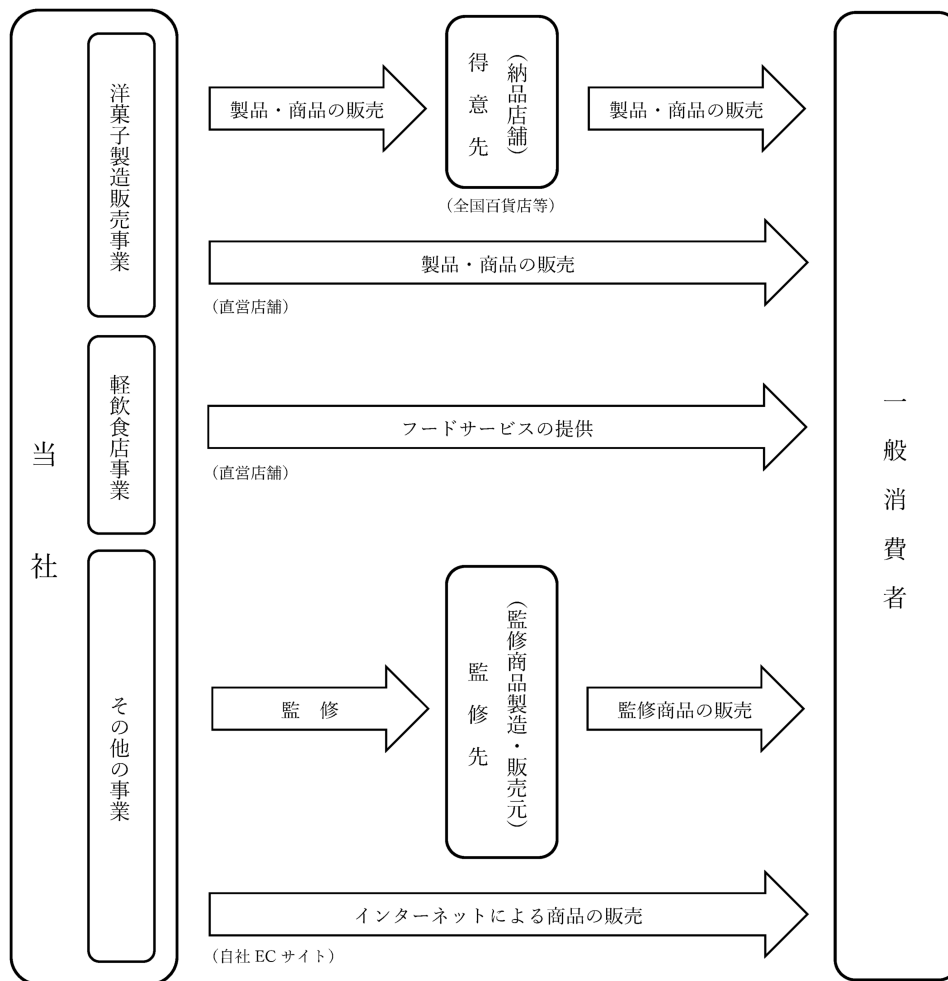 当社
洋菓子製造販売事業
製品・商品の販売
得意先
（納品店舗）
（全国百貨店等）
製品・商品の販売
製品・商品の販売
（直営店舗）
軽飲食店事業
フードサービスの提供
（直営店舗）
その他の事業
監　修
監修先
（監修商品製造・販売元）
監修商品の販売
インターネットによる商品の販売
（自社 EC サイト）
一般消費者